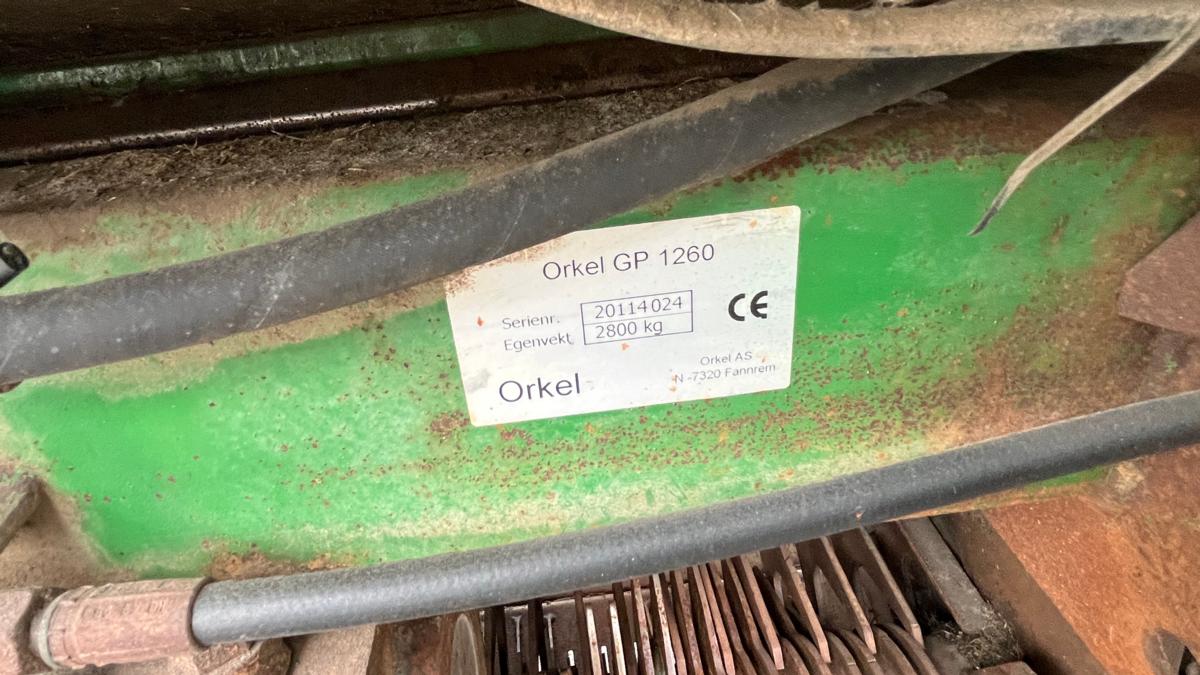 Orkel GP 1260
Serienr. 20114024
Egenvekt 2800 kg
CE
Orkel
Orkel AS
N -7320 Fannrem